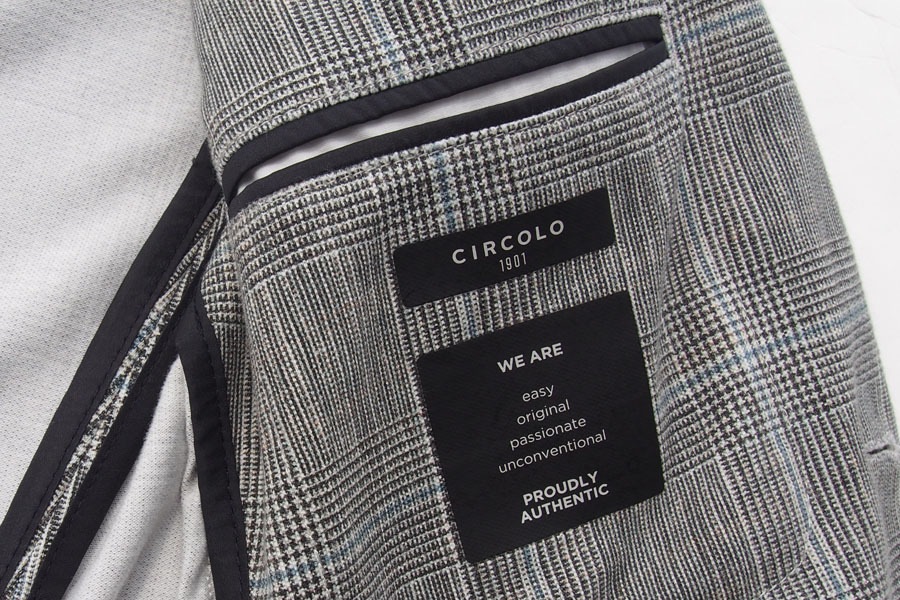 CIRCOLO
1901
WE ARE
easy
original
passionate
unconventional
PROUDLY
AUTHENTIC